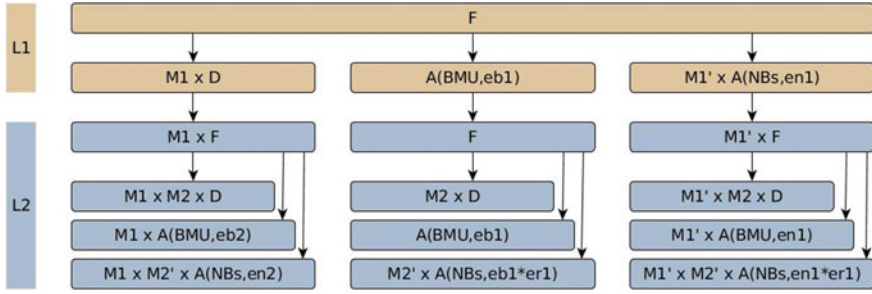 L1
F
M1 x D
A(BMU,eb1)
M1' x A(NBs,en1)
L2
M1 x F
F
M1' x F
M1 x M2 x D
M2 x D
M1' x M2 x D
M1 x A(BMU,eb2)
A(BMU,eb1)
M1' x A(BMU,en1)
M1 x M2' x A(NBs,en2)
M2' x A(NBs,eb1*er1)
M1' x M2' x A(NBs,en1*er1)